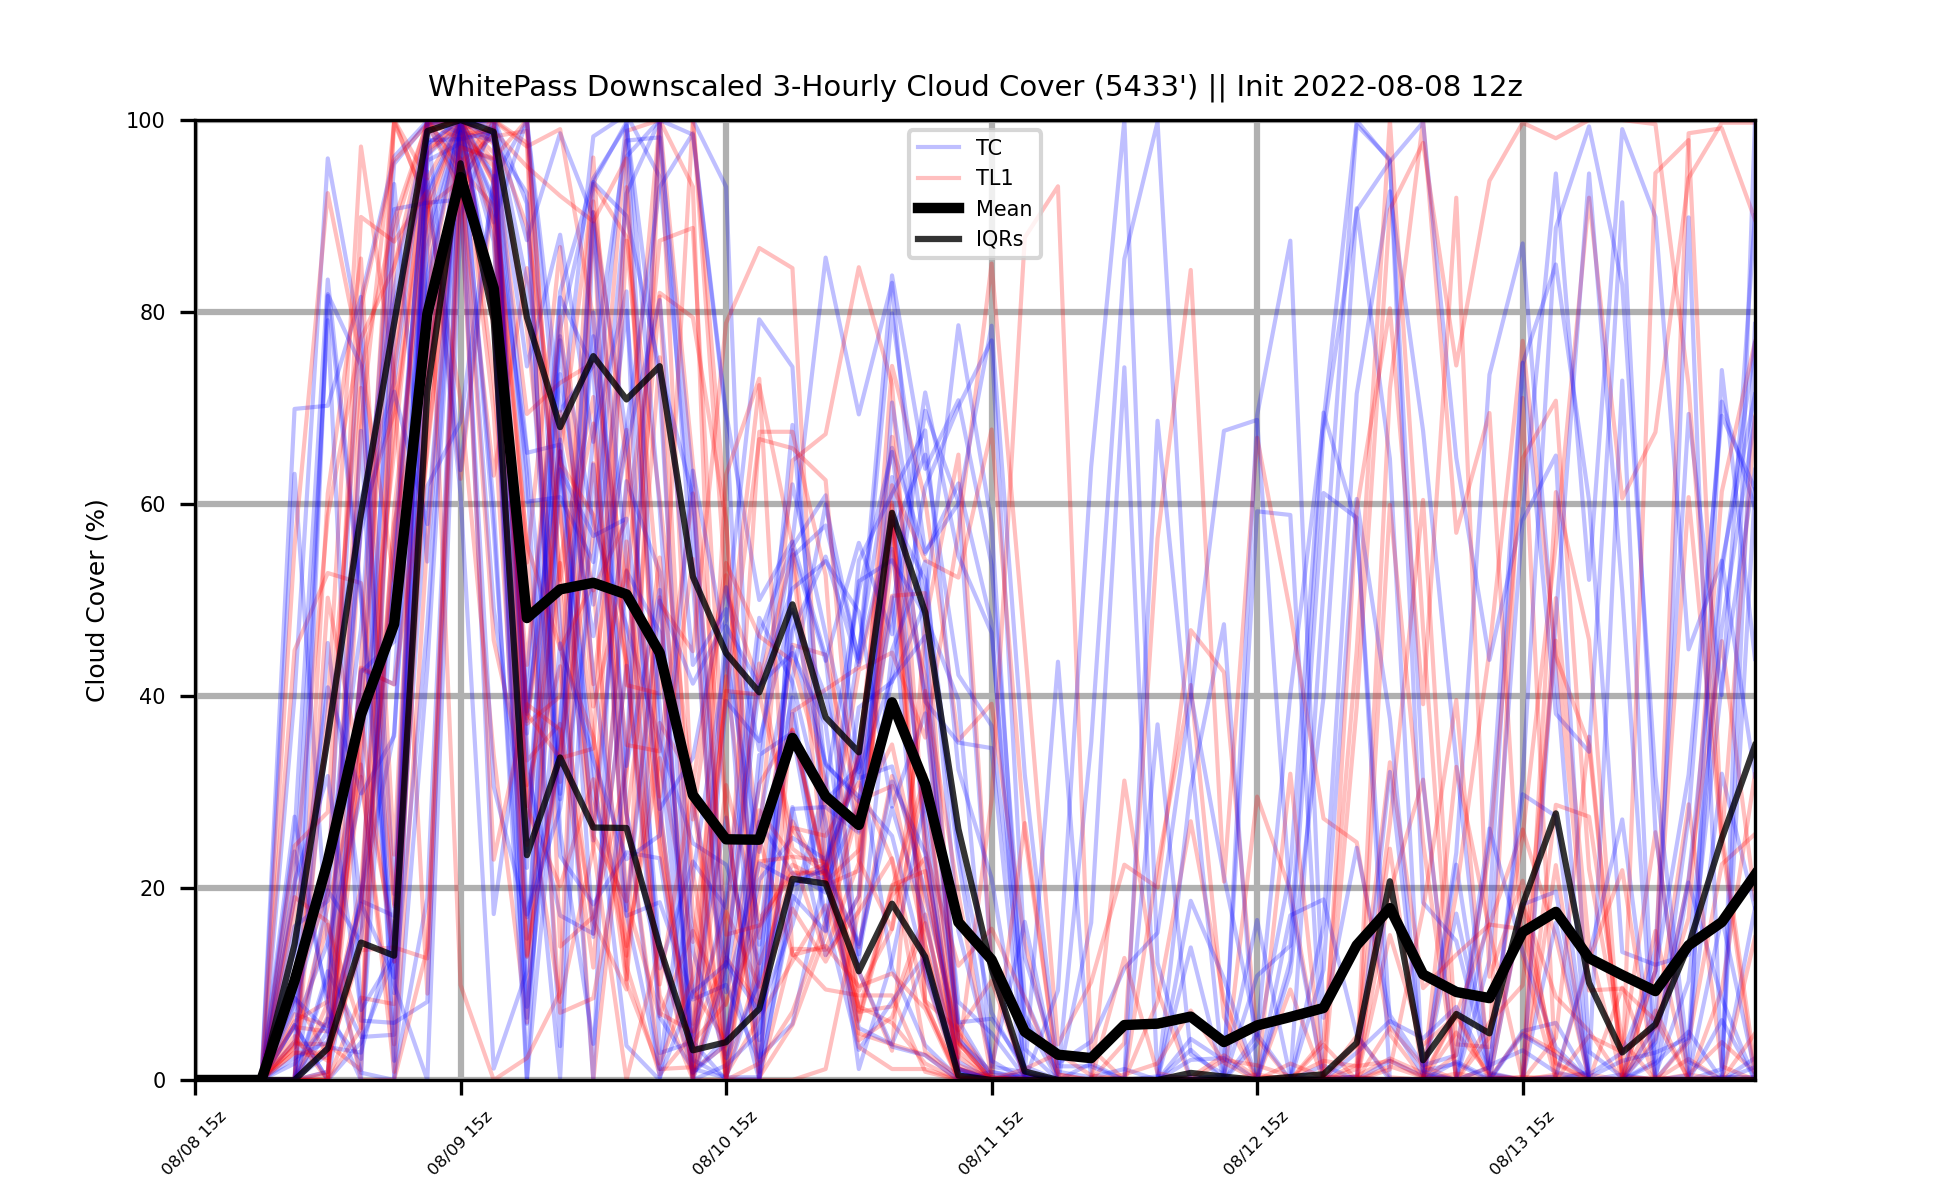 WhitePass Downscaled 3-Hourly Cloud Cover (5433') || Init 2022-08-08 12z
TC
TL1
Mean
IQRs
Cloud Cover (%)
100
80
60
40
20
0
08/08 15z
08/09 15z
08/10 15z
08/11 15z
08/12 15z
08/13 15z